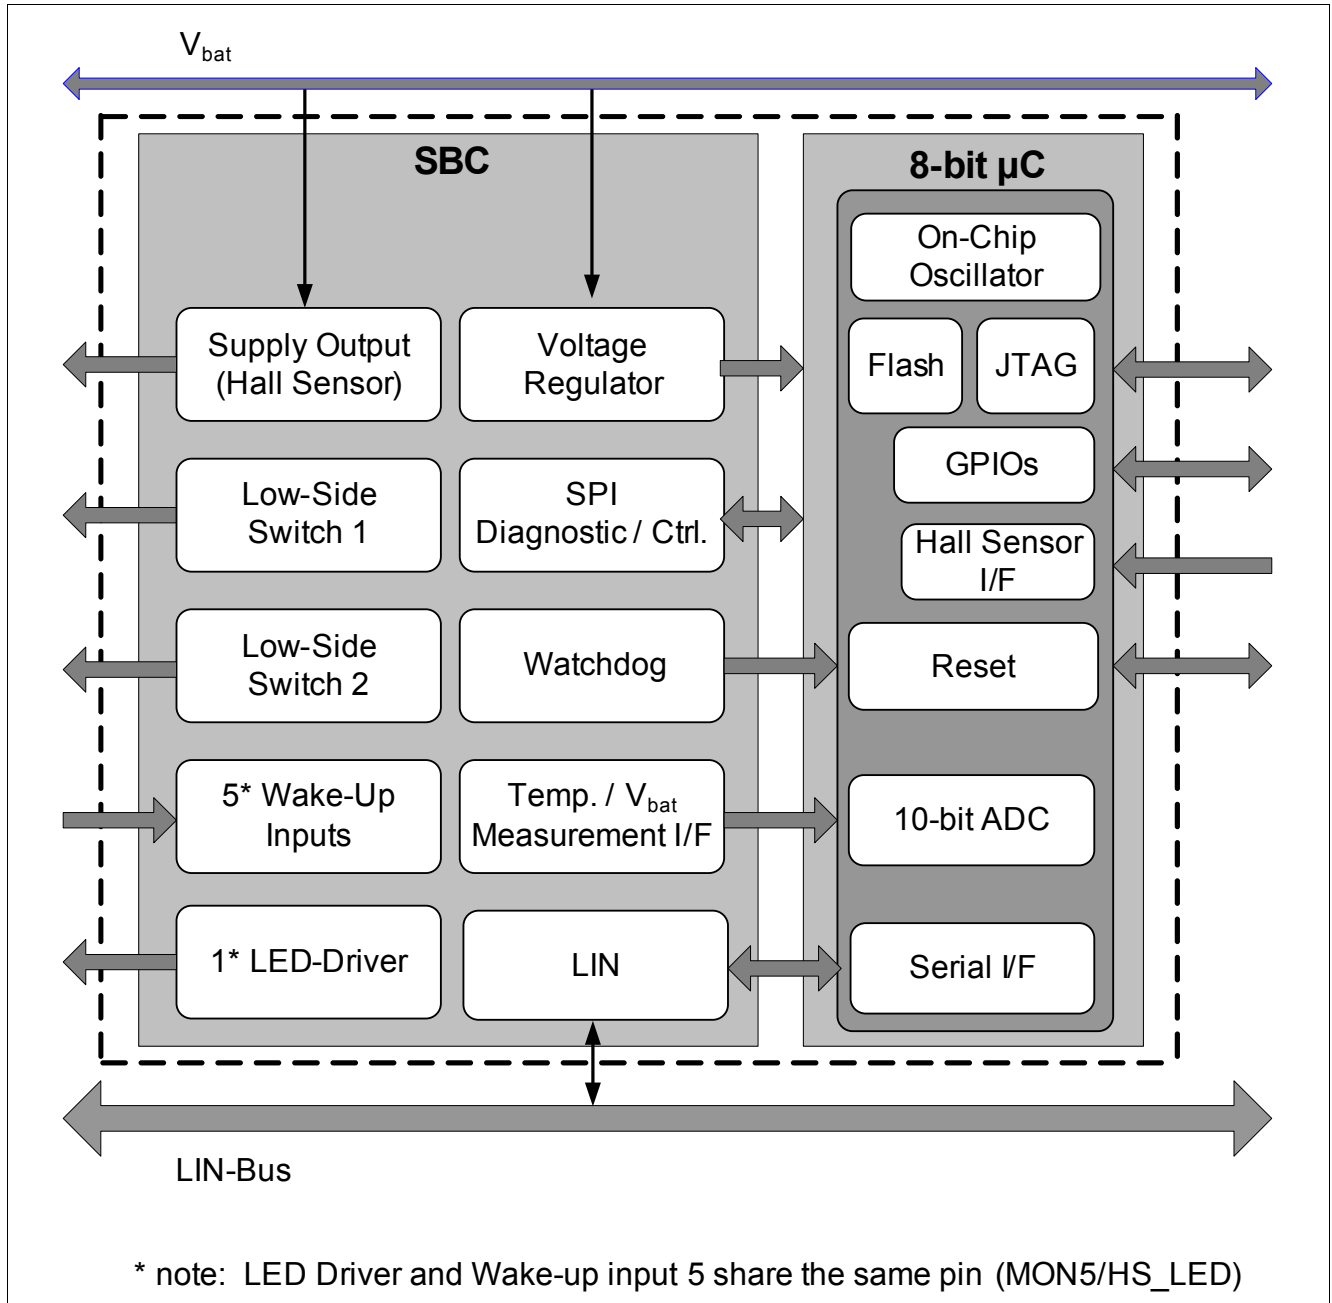 Vbat
SBC
8-bit µC
On-Chip
Oscillator
Supply Output
(Hall Sensor)
Voltage
Regulator
Flash
JTAG
GPIOs
Low-Side
Switch 1
SPI
Diagnostic / Ctrl.
Hall Sensor
I/F
Low-Side
Switch 2
Watchdog
Reset
5* Wake-Up
Inputs
Temp. / Vbat
Measurement I/F
10-bit ADC
1* LED-Driver
LIN
Serial I/F
LIN-Bus
* note: LED Driver and Wake-up input 5 share the same pin (MON5/HS_LED)